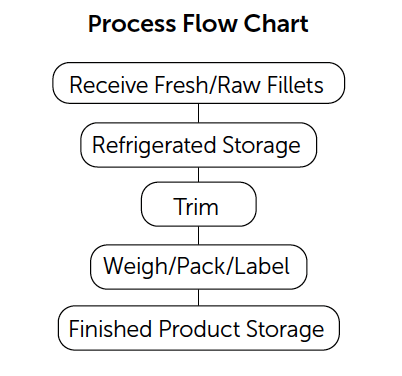 Process Flow Chart
Receive Fresh/Raw Fillets
Refrigerated Storage
Trim
Weigh/Pack/Label
Finished Product Storage